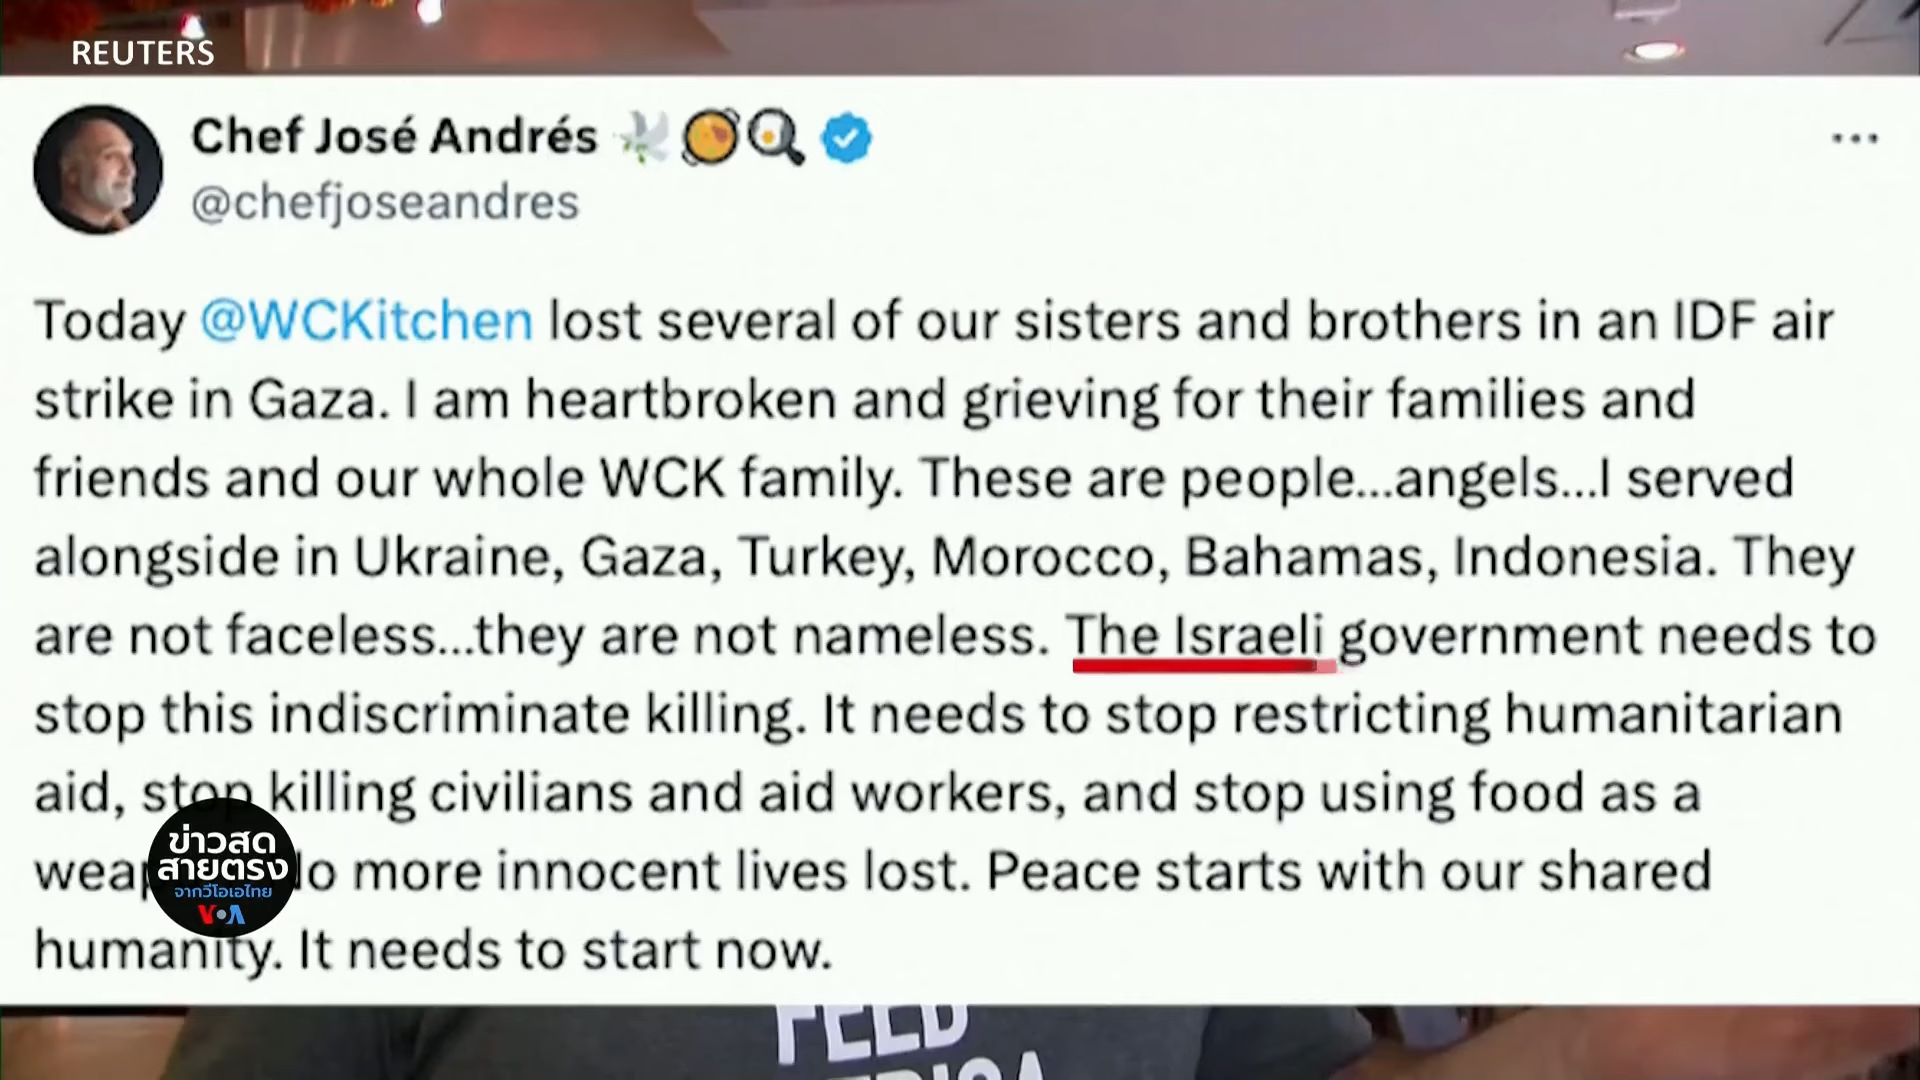 REUTERS
Chef José Andrés
@chefjoseandres
Today @WCKitchen lost several of our sisters and brothers in an IDF air
strike in Gaza. I am heartbroken and grieving for their families and
friends and our whole WCK family. These are people...angels...I served
alongside in Ukraine, Gaza, Turkey, Morocco, Bahamas, Indonesia. They
are not faceless...they are not nameless. The Israeli government needs to
stop this indiscriminate killing. It needs to stop restricting humanitarian
aid, stop killing civilians and aid workers, and stop using food as a
more innocent lives lost. Peace starts with our shared
humanity. It needs to start now.
ข่าวสด
สายตรง
จากวีโอเอไทย
VOA
FEED